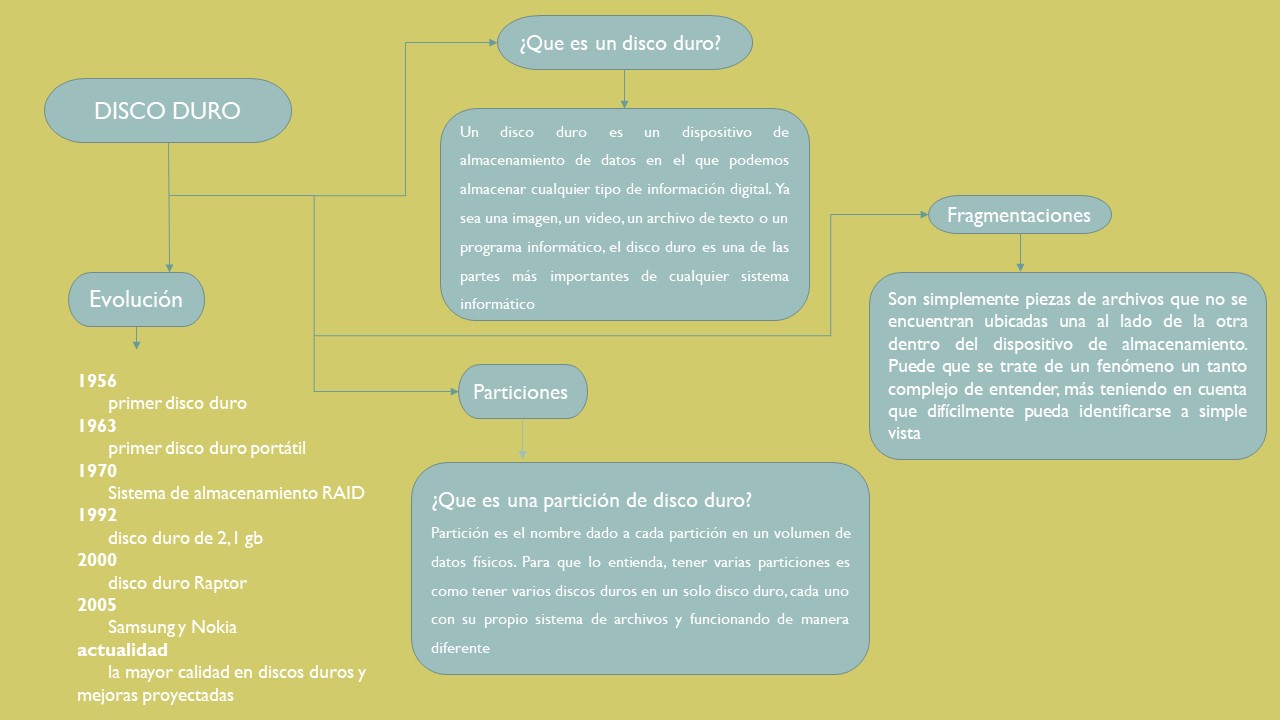 DISCO DURO
¿Que es un disco duro?
Un disco duro es un dispositivo de
almacenamiento de datos en el que podemos
almacenar cualquier tipo de información digital. Ya
sea una imagen, un video, un archivo de texto o un
programa informático, el disco duro es una de las
partes más importantes de cualquier sistema
informático
Fragmentaciones
Son simplemente piezas de archivos que no se
encuentran ubicadas una al lado de la otra
dentro del dispositivo de almacenamiento.
Puede que se trate de un fenómeno un tanto
complejo de entender, más teniendo en cuenta
que difícilmente pueda identificarse a simple
vista
Evolución
1956
primer disco duro
1963
primer disco duro portátil
1970
Sistema de almacenamiento RAID
1992
disco duro de 2,1 gb
2000
disco duro Raptor
2005
Samsung y Nokia
actualidad
la mayor calidad en discos duros y
mejoras proyectadas
Particiones
¿Que es una partición de disco duro?
Partición es el nombre dado a cada partición en un volumen de
datos físicos. Para que lo entienda, tener varias particiones es
como tener varios discos duros en un solo disco duro, cada uno
con su propio sistema de archivos y funcionando de manera
diferente